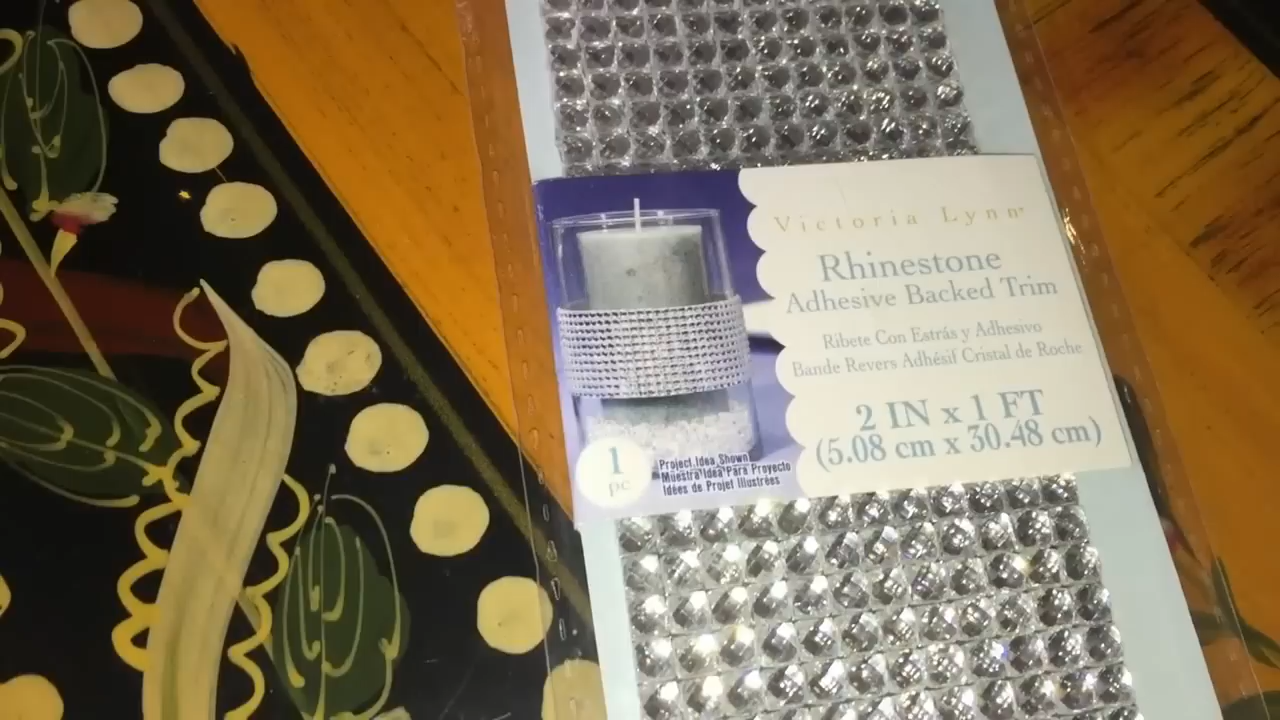 Victoria Lynn
Rhinestone
Adhesive Backed Trim
Ribete Con Estrás y Adhesivo
Bande Revers Adhésif Cristal de Roche
2 IN x 1 FT
(5.08 cm x 30.48 cm)
1
pc
Project Idea Shown
Muestra Idea Para Proyecto
Idées de Projet Illustrées